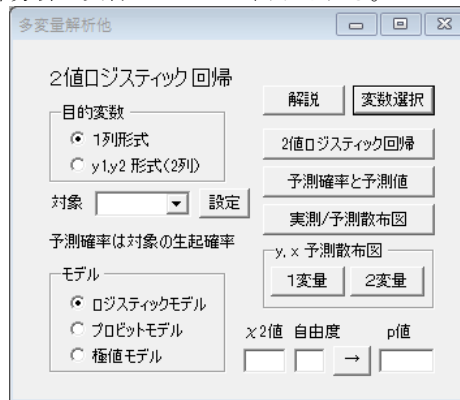 多変量解析他
2値ロジスティック回帰
解説
変数選択
目的変数
1列形式
y1,y2 形式(2列)
2値ロジスティック回帰
予測確率と予測値
対象
設定
実測/予測散布図
予測確率は対象の生起確率
y, x 予測散布図
1変量
2変量
モデル
ロジスティックモデル
プロビットモデル
極値モデル
χ2値 自由度 p値
→